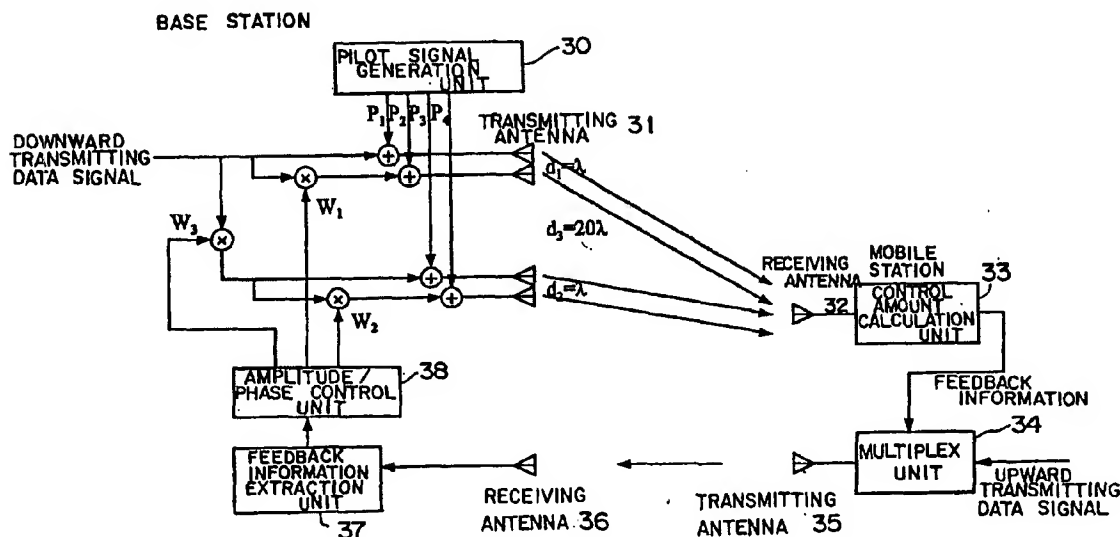 BASE STATION
30
PILOT SIGNAL
GENERATION
UNIT
P1 P2 P3 P4
TRANSMITTING
ANTENNA 31
DOWNWARD
TRANSMITTING
DATA SIGNAL
d1=λ
W1
W3
d3=20λ
d2=λ
W2
RECEIVING
ANTENNA
32
MOBILE
STATION
33
CONTROL
AMOUNT
CALCULATION
UNIT
AMPLITUDE/
PHASE CONTROL
UNIT
38
FEEDBACK
INFORMATION
34
FEEDBACK
INFORMATION
EXTRACTION
UNIT
37
RECEIVING
ANTENNA 36
TRANSMITTING
ANTENNA 35
MULTIPLEX
UNIT
UPWARD
TRANSMITTING
DATA SIGNAL